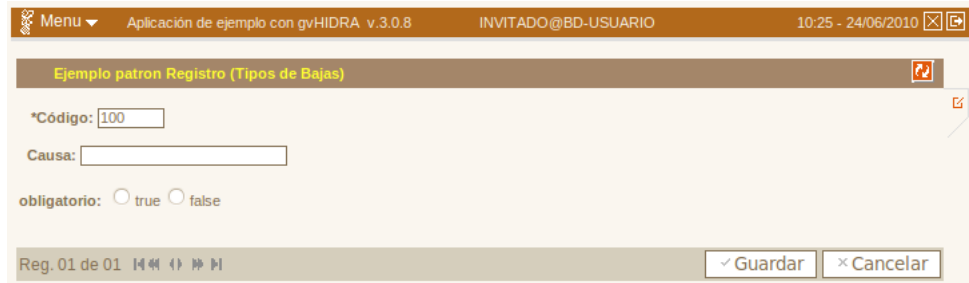 Menu Aplicación de ejemplo con gvHIDRA v.3.0.8 INVITADO@BD-USUARIO 10:25 - 24/06/2010
Ejemplo patron Registro (Tipos de Bajas)
*Código: 100
Causa:
obligatorio: true false
Reg. 01 de 01 Guardar Cancelar